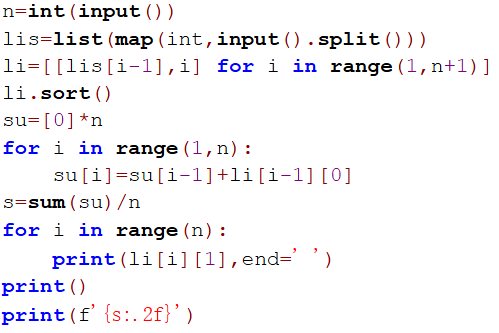 n=int(input())
lis=list(map(int,input().split()))
li=[[lis[i-1],i] for i in range(1,n+1)]
li.sort()
su=[0]*n
for i in range(1,n):
    su[i]=su[i-1]+li[i-1][0]
s=sum(su)/n
for i in range(n):
    print(li[i][1],end=' ')
print()
print(f'{s:.2f}')